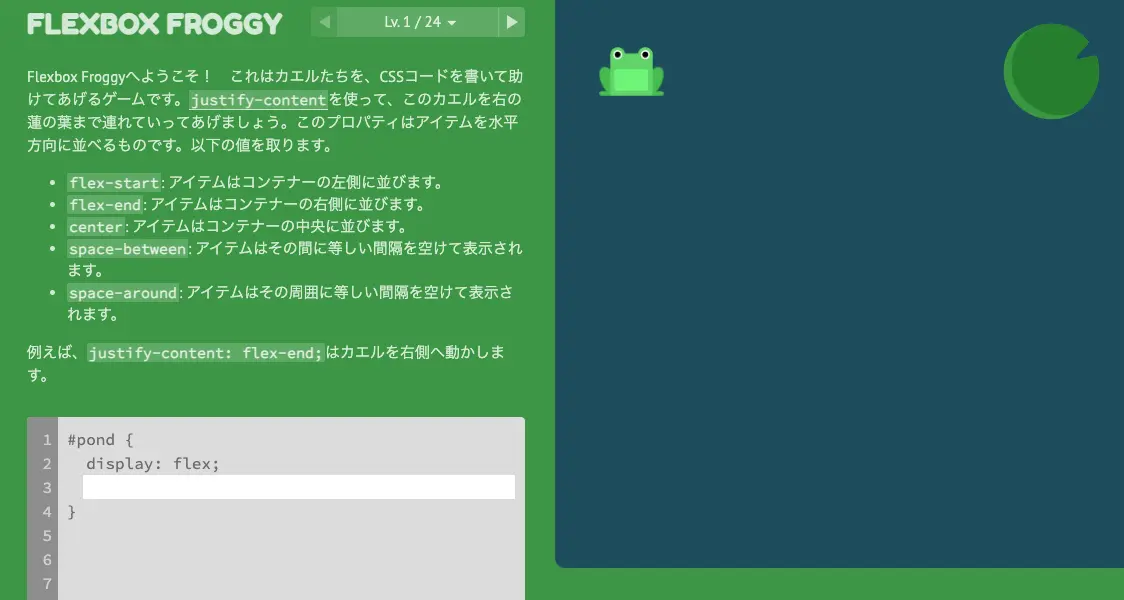 FLEXBOX FROGGY
Lv. 1 / 24
Flexbox Froggyへようこそ！　これはカエルたちを、CSSコードを書いて助
けてあげるゲームです。justify-contentを使って、このカエルを右の
蓮の葉まで連れていってあげましょう。このプロパティはアイテムを水平
方向に並べるものです。以下の値を取ります。
• flex-start: アイテムはコンテナーの左側に並びます。
• flex-end: アイテムはコンテナーの右側に並びます。
• center: アイテムはコンテナーの中央に並びます。
• space-between: アイテムはその間に等しい間隔を空けて表示され
ます。
• space-around: アイテムはその周囲に等しい間隔を空けて表示さ
れます。
例えば、justify-content: flex-end;はカエルを右側へ動かしま
す。
1 #pond {
2 display: flex;
3
4 }
5
6
7